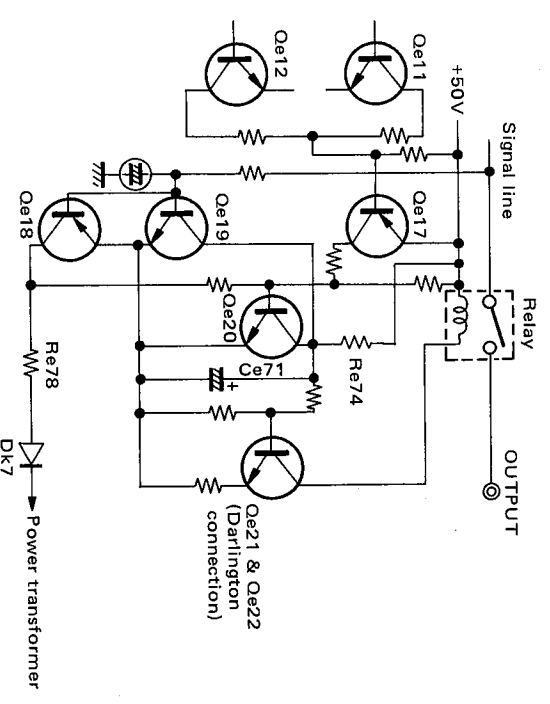 Signal line
Relay
OUTPUT
+50V
Qe11
Qe12
Qe17
Re74
Qe19
Qe20
Ce71
+
Qe21 & Qe22
(Darlington
connection)
Qe18
Re78
Dk7
Power transformer